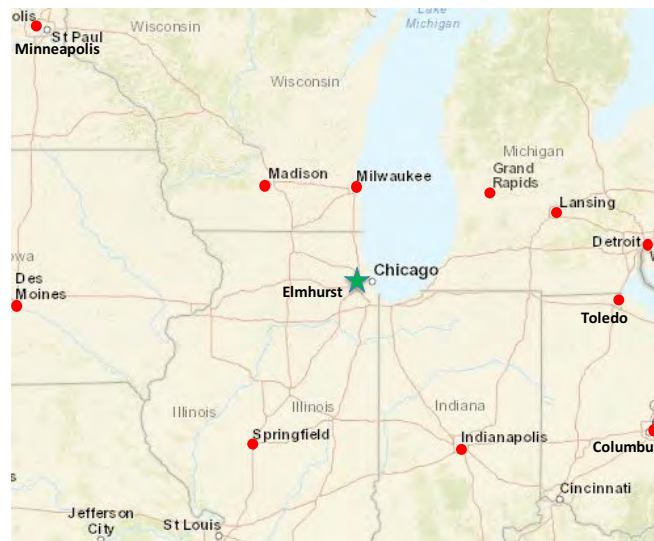 olis
St Paul
Minneapolis
Lake
Michigan
Wisconsin
Wisconsin
Madison
Milwaukee
Michigan
Grand
Rapids
Lansing
Detroit
owa
Des
Moines
Elmhurst
Chicago
Toledo
Illinois
Illinois
Indiana
Springfield
Indianapolis
Columbu
Cincinnati
Jefferson
City
St Louis
s